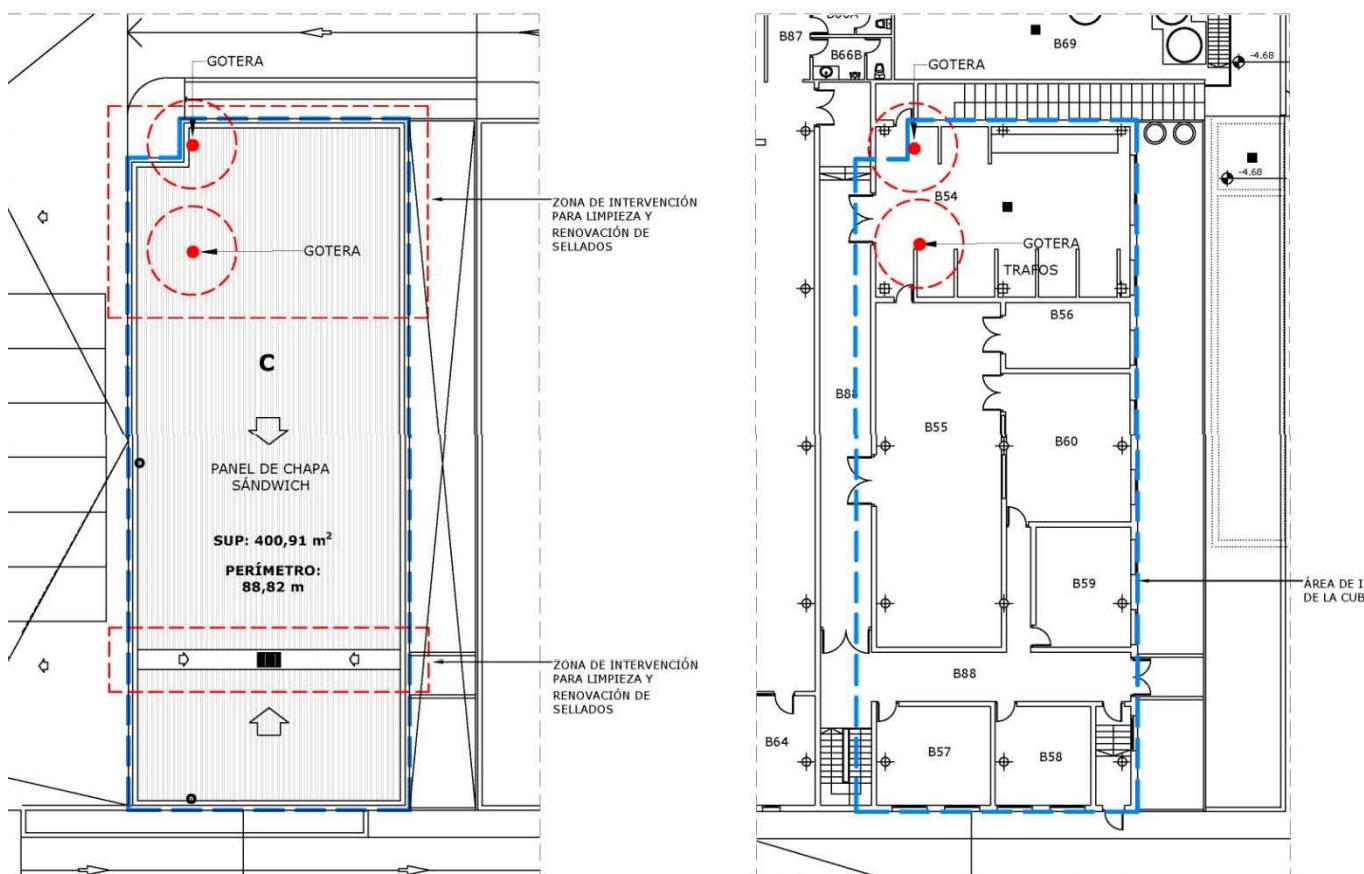 GOTERA
GOTERA
ZONA DE INTERVENCIÓN
PARA LIMPIEZA Y
RENOVACIÓN DE
SELLADOS
C
PANEL DE CHAPA
SÁNDWICH
SUP: 400,91 m²
PERÍMETRO:
88,82 m
ZONA DE INTERVENCIÓN
PARA LIMPIEZA Y
RENOVACIÓN DE
SELLADOS
B87
B66B
B69
-4.68
GOTERA
-4.68
B54
GOTERA
TRAFOS
B56
B55
B60
B59
ÁREA DE I
DE LA CUB
B88
B64
B57
B58